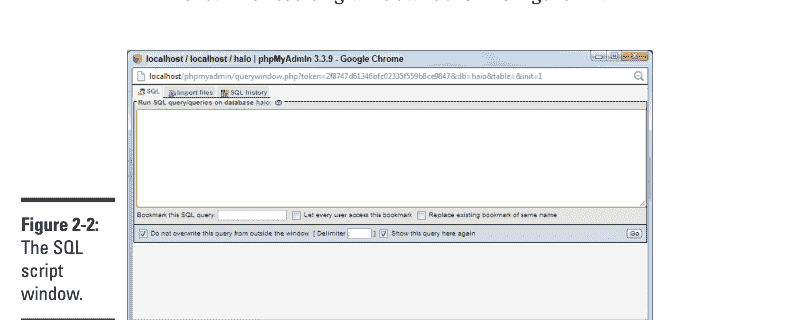 localhost / localhost / halo | phpMyAdmin 3.3.9 - Google Chrome
localhost/phpmyadmin/querywindow.php?token=2f8747d61346bfc02335f559b8ce9847&db=halo&table=&init=1
SQL Import files SQL history
Run SQL query/queries on database halo:
Bookmark this SQL query: Let every user access this bookmark Replace existing bookmark of same name
Do not overwrite this query from outside the window. [ Delimiter ] Show this query here again Go
Figure 2-2:
The SQL
script
window.